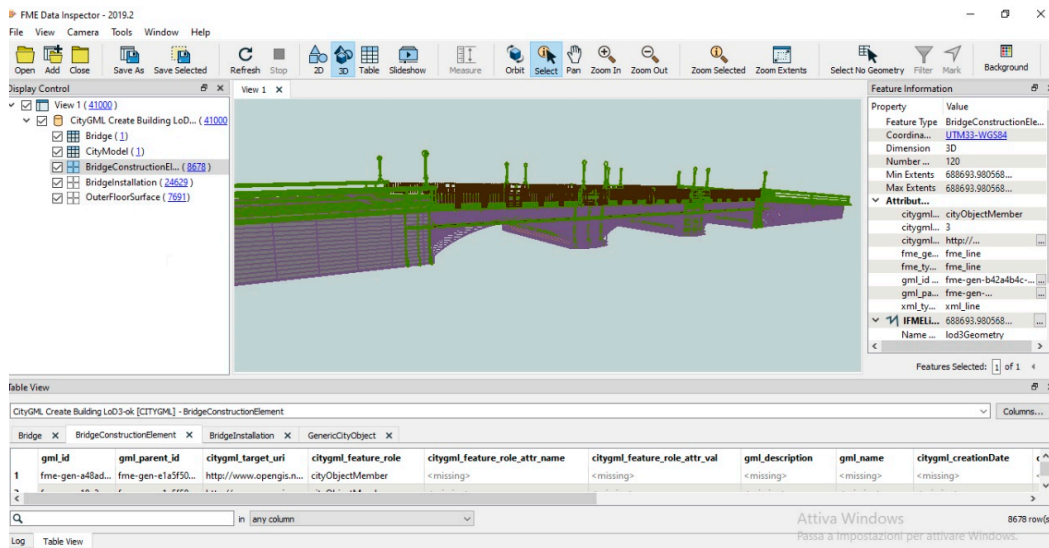 FME Data Inspector - 2019.2
File View Camera Tools Window Help
Open Add Close Save As Save Selected Refresh Stop 2D 3D Table Slideshow Measure Orbit Select Pan Zoom In Zoom Out Zoom Selected Zoom Extents Select No Geometry Filter Mark Background
Display Control
View 1
Feature Information
View 1 ( 41000 )
CityGML Create Building LoD... ( 41000
Bridge ( 1 )
CityModel ( 1 )
BridgeConstructionEl... ( 8678 )
BridgeInstallation ( 24629 )
OuterFloorSurface ( 7691 )
Property Value
Feature Type BridgeConstructionEle...
Coordina... UTM33-WGS84
Dimension 3D
Number ... 120
Min Extents 688693.980568...
Max Extents 688693.980568...
Attribut...
citygml... cityObjectMember
citygml... 3
citygml... http://... ...
fme_ge... fme_line
fme_ty... fme_line
gml_id ... fme-gen-b42a4b4c-... ...
gml_pa... fme-gen-... ...
xml_ty... xml_line
IFMELi... 688693.980568... ...
Name ... lod3Geometry
Features Selected: 1 of 1
Table View
CityGML Create Building LoD3-ok [CITYGML] - BridgeConstructionElement
Columns...
Bridge BridgeConstructionElement BridgeInstallation GenericCityObject
gml_id gml_parent_id citygml_target_uri citygml_feature_role citygml_feature_role_attr_name citygml_feature_role_attr_val gml_description gml_name citygml_creationDate
1 fme-gen-a48ad... fme-gen-e1a5f50... http://www.opengis.n... cityObjectMember <missing> <missing> <missing> <missing> <missing>
in any column
8678 row(s
Attiva Windows
Passa a Impostazioni per attivare Windows.
Log Table View